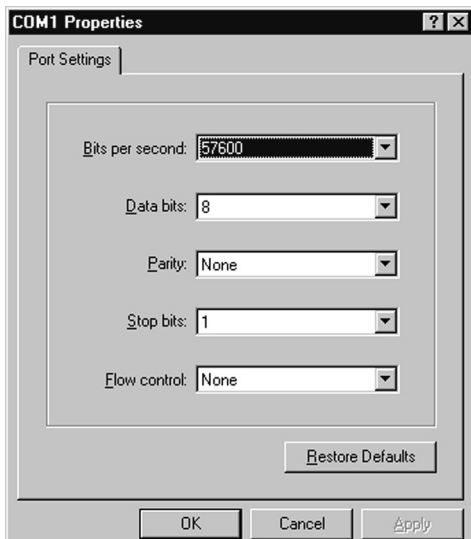 COM1 Properties
Port Settings
Bits per second: 57600
Data bits: 8
Parity: None
Stop bits: 1
Flow control: None
Restore Defaults
OK Cancel Apply